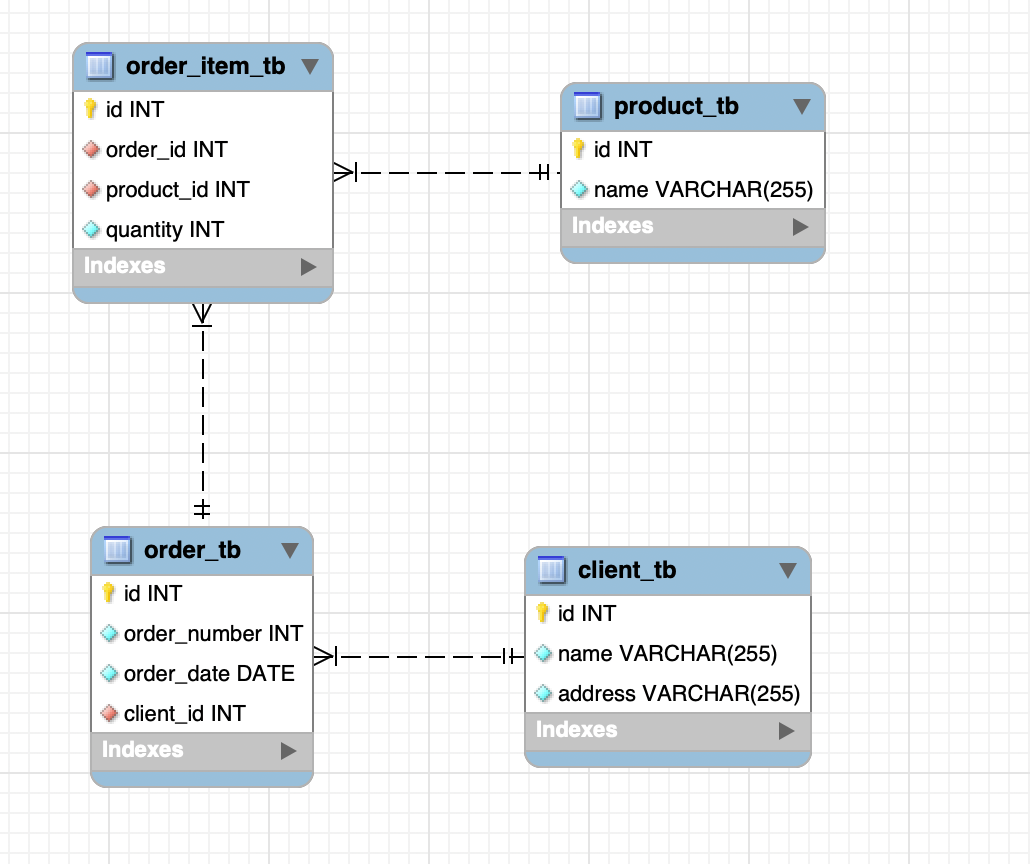 order_item_tb
id INT
order_id INT
product_id INT
quantity INT
Indexes
product_tb
id INT
name VARCHAR(255)
Indexes
order_tb
id INT
order_number INT
order_date DATE
client_id INT
Indexes
client_tb
id INT
name VARCHAR(255)
address VARCHAR(255)
Indexes